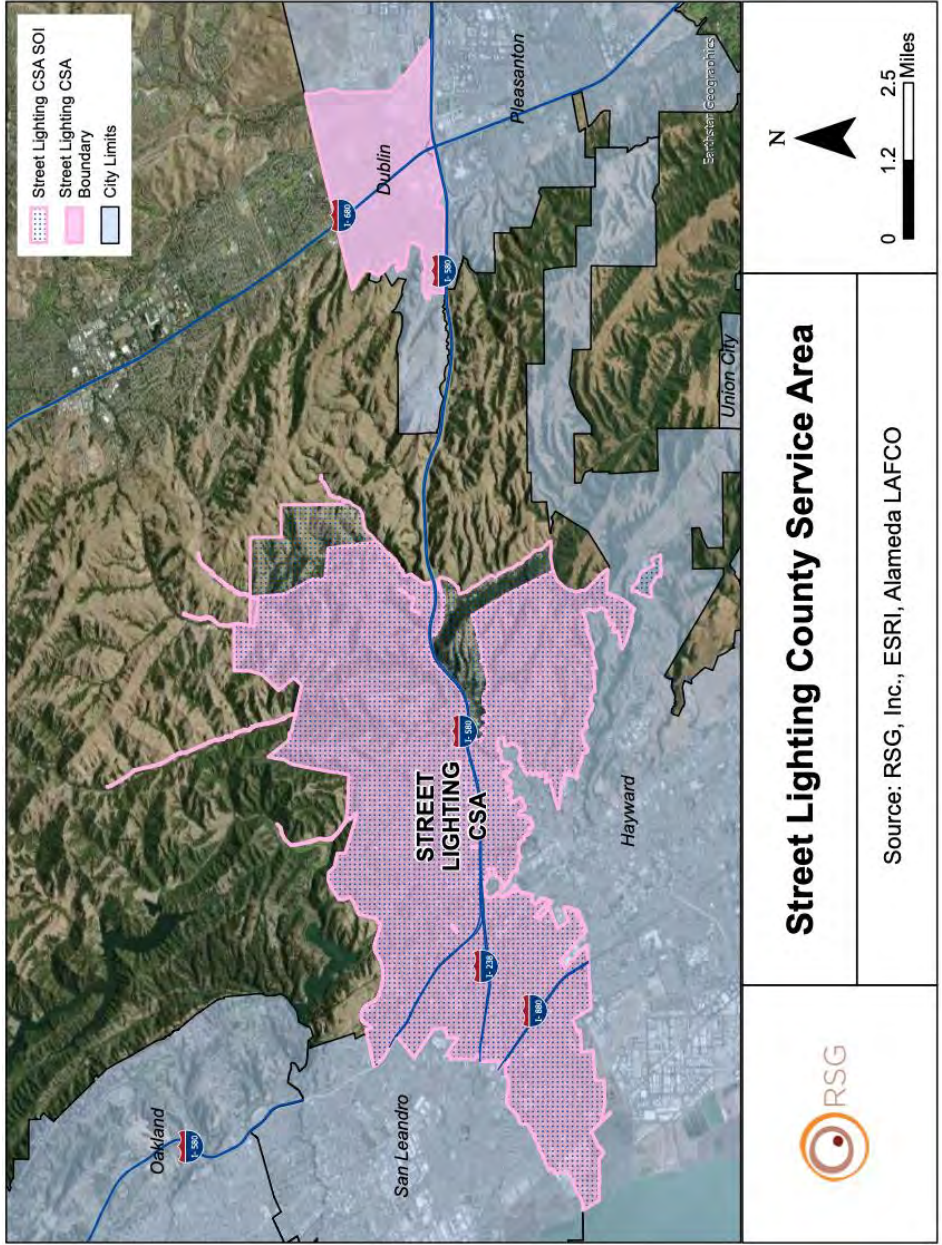 Street Lighting CSA SOI
Street Lighting CSA
Boundary
City Limits
I- 680
Dublin
I- 580
Pleasanton
Earthstar Geographics
Oakland
I- 580
San Leandro
STREET
LIGHTING
CSA
I- 580
I- 238
I- 880
Hayward
Union City
RSG
Street Lighting County Service Area
Source: RSG, Inc., ESRI, Alameda LAFCO
N
0 1.2 2.5
Miles